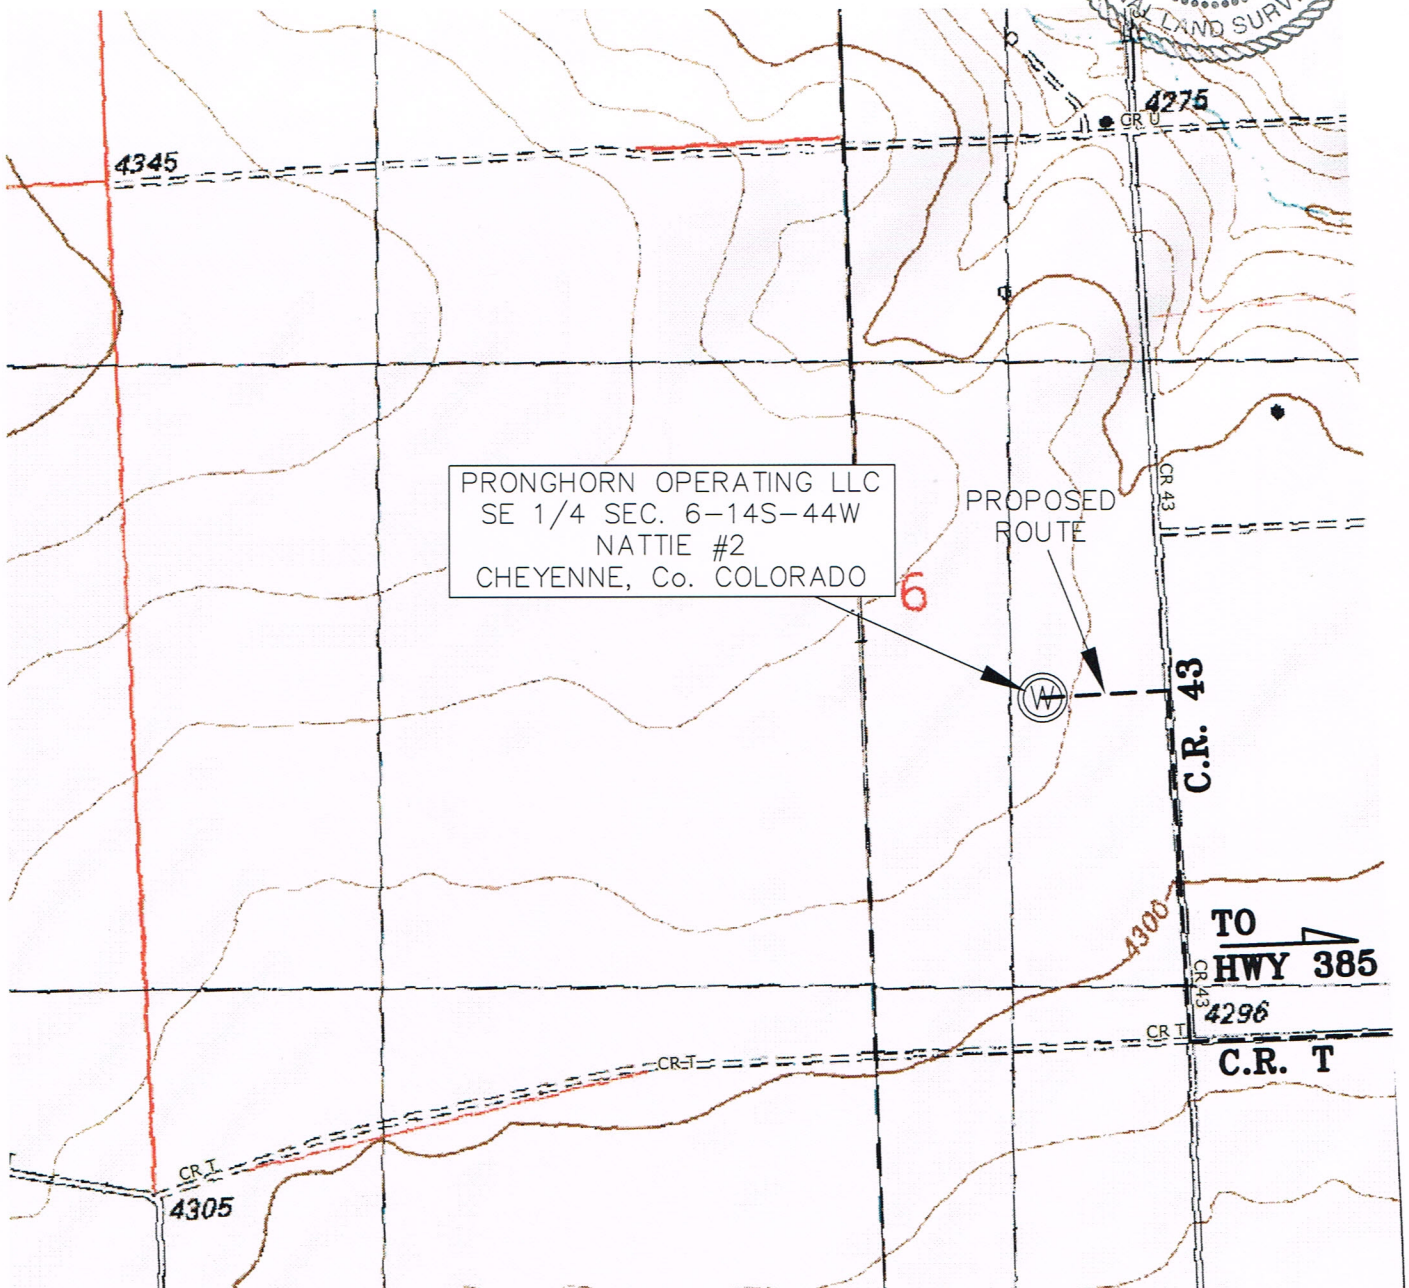 AL LAND SURV
4275
CR U
4345
PRONGHORN OPERATING LLC
SE 1/4 SEC. 6-14S-44W
NATTIE #2
CHEYENNE, Co. COLORADO
6
PROPOSED
ROUTE
CR 43
W
C.R. 43
4300
TO
HWY 385
CR 43
4296
CR T
C.R. T
CR T
CR T
4305